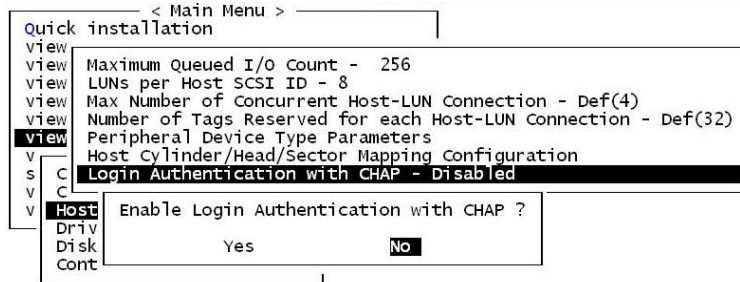 < Main Menu >
Quick installation
view
view
view
view
view
v
s
v
Maximum Queued I/O Count - 256
LUNs per Host SCSI ID - 8
Max Number of Concurrent Host-LUN Connection - Def(4)
Number of Tags Reserved for each Host-LUN Connection - Def(32)
Peripheral Device Type Parameters
Host Cylinder/Head/Sector Mapping Configuration
Login Authentication with CHAP - Disabled
C
C
Host
Driv
Disk
Cont
Enable Login Authentication with CHAP ?
Yes No